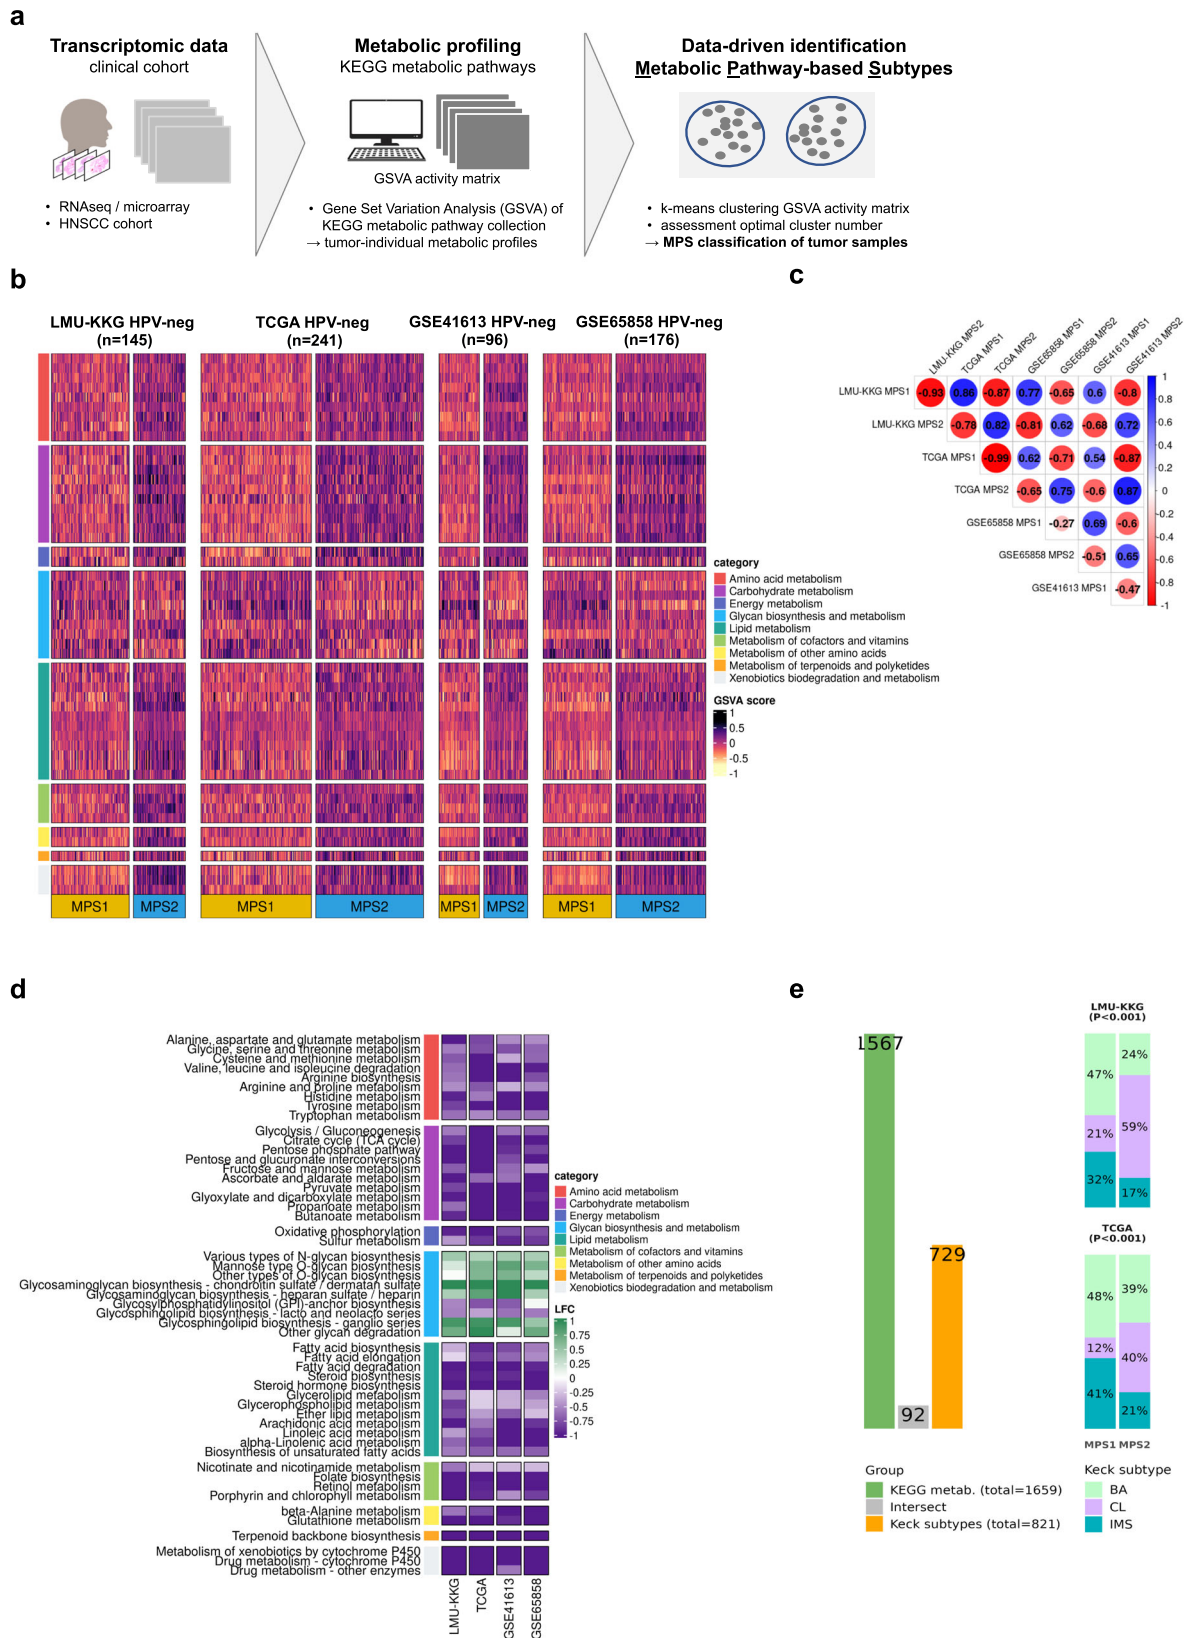 a
Transcriptomic data
clinical cohort
• RNAseq / microarray
• HNSCC cohort
Metabolic profiling
KEGG metabolic pathways
GSVA activity matrix
• Gene Set Variation Analysis (GSVA) of
KEGG metabolic pathway collection
→ tumor-individual metabolic profiles
Data-driven identification
Metabolic Pathway-based Subtypes
• k-means clustering GSVA activity matrix
• assessment optimal cluster number
→ MPS classification of tumor samples
b
LMU-KKG HPV-neg
(n=145)
TCGA HPV-neg
(n=241)
GSE41613 HPV-neg
(n=96)
GSE65858 HPV-neg
(n=176)
MPS1 MPS2 MPS1 MPS2 MPS1 MPS2 MPS1 MPS2
category
Amino acid metabolism
Carbohydrate metabolism
Energy metabolism
Glycan biosynthesis and metabolism
Lipid metabolism
Metabolism of cofactors and vitamins
Metabolism of other amino acids
Metabolism of terpenoids and polyketides
Xenobiotics biodegradation and metabolism
GSVA score
1
0.5
0
-0.5
-1
c
LMU-KKG MPS2
TCGA MPS1
TCGA MPS2
GSE65858 MPS1
GSE65858 MPS2
GSE41613 MPS1
GSE41613 MPS2
LMU-KKG MPS1 -0.93 0.86 -0.87 0.77 -0.65 0.6 -0.8
LMU-KKG MPS2 -0.78 0.82 -0.81 0.62 -0.68 0.72
TCGA MPS1 -0.99 0.62 -0.71 0.54 -0.87
TCGA MPS2 -0.65 0.75 -0.6 0.87
GSE65858 MPS1 -0.27 0.69 -0.6
GSE65858 MPS2 -0.51 0.65
GSE41613 MPS1 -0.47
1
0.8
0.6
0.4
0.2
0
-0.2
-0.4
-0.6
-0.8
-1
d
Alanine, aspartate and glutamate metabolism
Glycine, serine and threonine metabolism
Cysteine and methionine metabolism
Valine, leucine and isoleucine degradation
Arginine biosynthesis
Arginine and proline metabolism
Histidine metabolism
Tyrosine metabolism
Tryptophan metabolism
Glycolysis / Gluconeogenesis
Citrate cycle (TCA cycle)
Pentose phosphate pathway
Pentose and glucuronate interconversions
Fructose and mannose metabolism
Ascorbate and aldarate metabolism
Pyruvate metabolism
Glyoxylate and dicarboxylate metabolism
Propanoate metabolism
Butanoate metabolism
Oxidative phosphorylation
Sulfur metabolism
Various types of N-glycan biosynthesis
Mannose type O-glycan biosynthesis
Other types of O-glycan biosynthesis
Glycosaminoglycan biosynthesis - chondroitin sulfate / dermatan sulfate
Glycosaminoglycan biosynthesis - heparan sulfate / heparin
Glycosylphosphatidylinositol (GPI)-anchor biosynthesis
Glycosphingolipid biosynthesis - lacto and neolacto series
Glycosphingolipid biosynthesis - ganglio series
Other glycan degradation
Fatty acid biosynthesis
Fatty acid elongation
Fatty acid degradation
Steroid biosynthesis
Steroid hormone biosynthesis
Glycerolipid metabolism
Glycerophospholipid metabolism
Ether lipid metabolism
Arachidonic acid metabolism
Linoleic acid metabolism
alpha-Linolenic acid metabolism
Biosynthesis of unsaturated fatty acids
Nicotinate and nicotinamide metabolism
Folate biosynthesis
Retinol metabolism
Porphyrin and chlorophyll metabolism
beta-Alanine metabolism
Glutathione metabolism
Terpenoid backbone biosynthesis
Metabolism of xenobiotics by cytochrome P450
Drug metabolism - cytochrome P450
Drug metabolism - other enzymes
LMU-KKG
TCGA
GSE41613
GSE65858
category
Amino acid metabolism
Carbohydrate metabolism
Energy metabolism
Glycan biosynthesis and metabolism
Lipid metabolism
Metabolism of cofactors and vitamins
Metabolism of other amino acids
Metabolism of terpenoids and polyketides
Xenobiotics biodegradation and metabolism
LFC
1
0.75
0.5
0.25
0
-0.25
-0.5
-0.75
-1
e
1567
92
729
Group
KEGG metab. (total=1659)
Intersect
Keck subtypes (total=821)
LMU-KKG
(P<0.001)
47%
21%
32%
24%
59%
17%
TCGA
(P<0.001)
48%
12%
41%
39%
40%
21%
MPS1 MPS2
Keck subtype
BA
CL
IMS